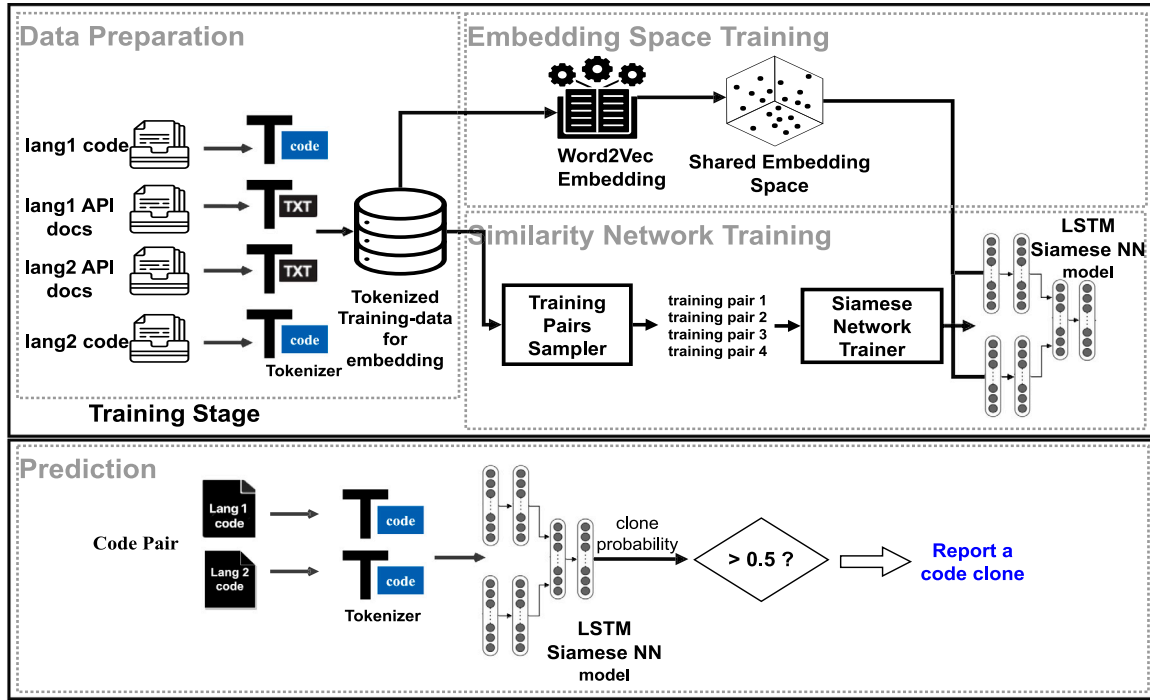 Data Preparation
lang1 code
code
lang1 API
docs
TXT
lang2 API
docs
TXT
lang2 code
code
Tokenizer
Tokenized
Training-data
for
embedding
Training Stage
Embedding Space Training
Word2Vec
Embedding
Shared Embedding
Space
Similarity Network Training
Training
Pairs
Sampler
training pair 1
training pair 2
training pair 3
training pair 4
Siamese
Network
Trainer
LSTM
Siamese NN
model
Prediction
Code Pair
Lang 1
code
Lang 2
code
code
code
Tokenizer
LSTM
Siamese NN
model
clone
probability
> 0.5 ?
Report a
code clone